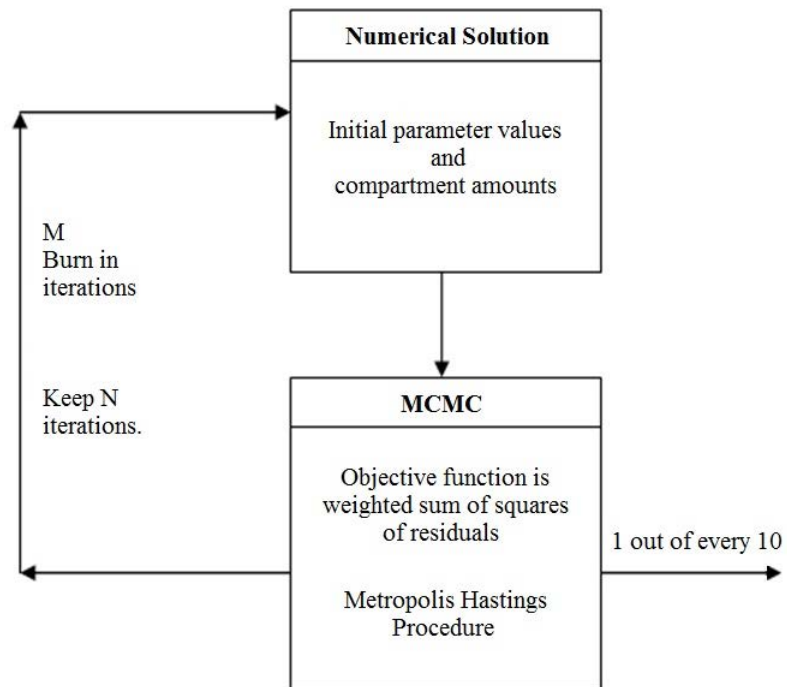 Numerical Solution
Initial parameter values
and
compartment amounts
M
Burn in
iterations
Keep N
iterations.
MCMC
Objective function is
weighted sum of squares
of residuals
Metropolis Hastings
Procedure
1 out of every 10